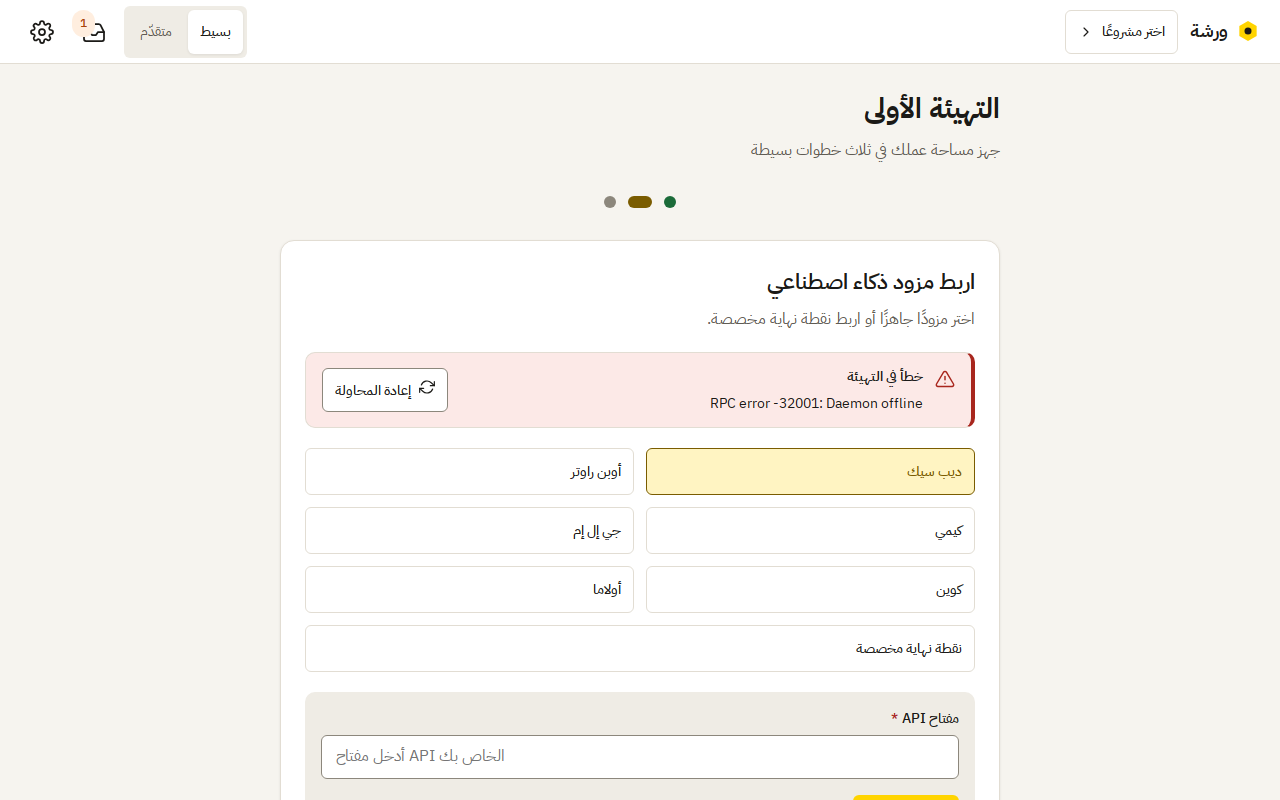 ورشة
اختر مشروعًا
بسيط
متقدّم
1
التهيئة الأولى
جهز مساحة عملك في ثلاث خطوات بسيطة
اربط مزود ذكاء اصطناعي
اختر مزودًا جاهزًا أو اربط نقطة نهاية مخصصة.
خطأ في التهيئة
RPC error -32001: Daemon offline
إعادة المحاولة
ديب سيك
أوبن راوتر
كيمي
جي إل إم
كوين
أولاما
نقطة نهاية مخصصة
مفتاح API *
أدخل مفتاح API الخاص بك